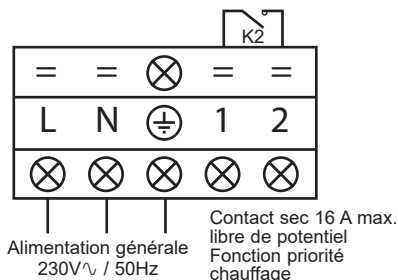 K2
= = = =
L N 1 2
Alimentation générale
230V∿ / 50Hz
Contact sec 16 A max.
libre de potentiel
Fonction priorité
chauffage